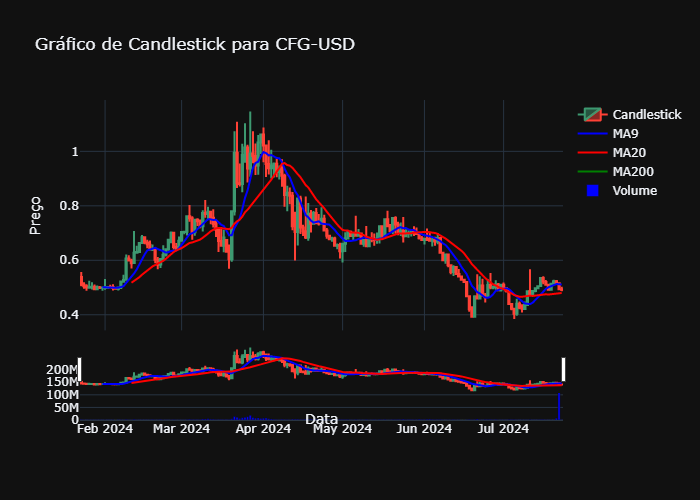 Gráfico de Candlestick para CFG-USD
Candlestick
MA9
MA20
MA200
Volume
Preço
1
0.8
0.6
0.4
200M
150M
100M
50M
0
Feb 2024 Mar 2024 Apr 2024 May 2024 Jun 2024 Jul 2024
Data